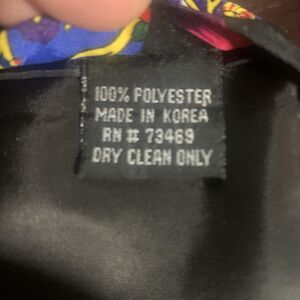 100% POLYESTER
MADE IN KOREA
RN # 73469
DRY CLEAN ONLY